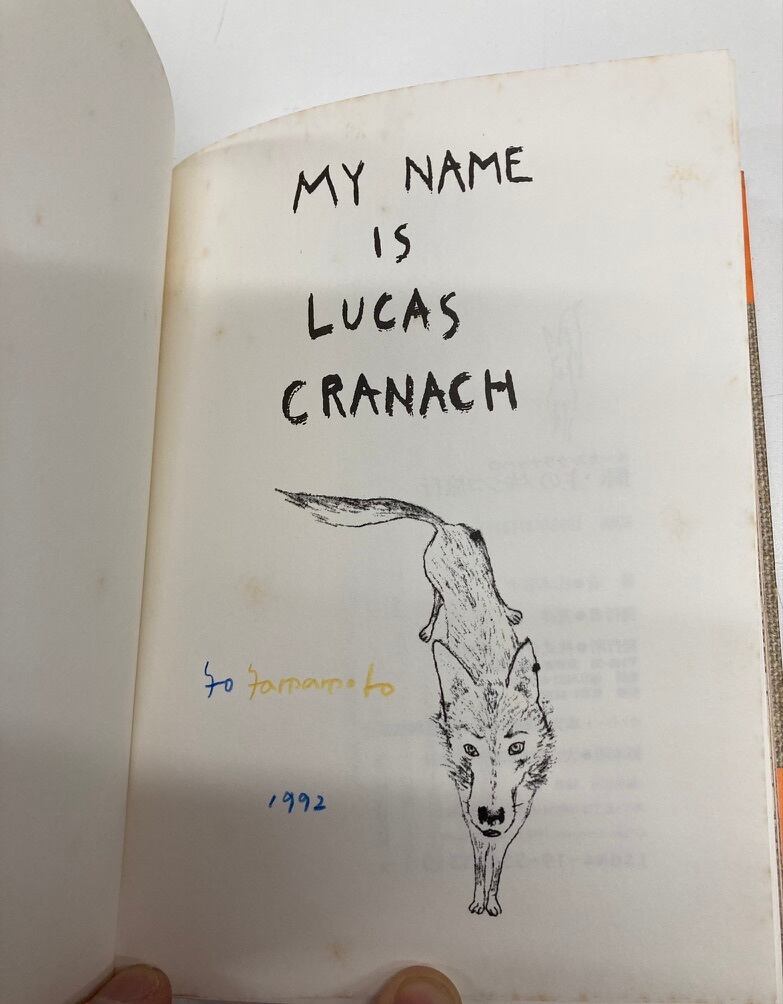 MY NAME
IS
LUCAS
CRANACH
yo yamamoto
1992